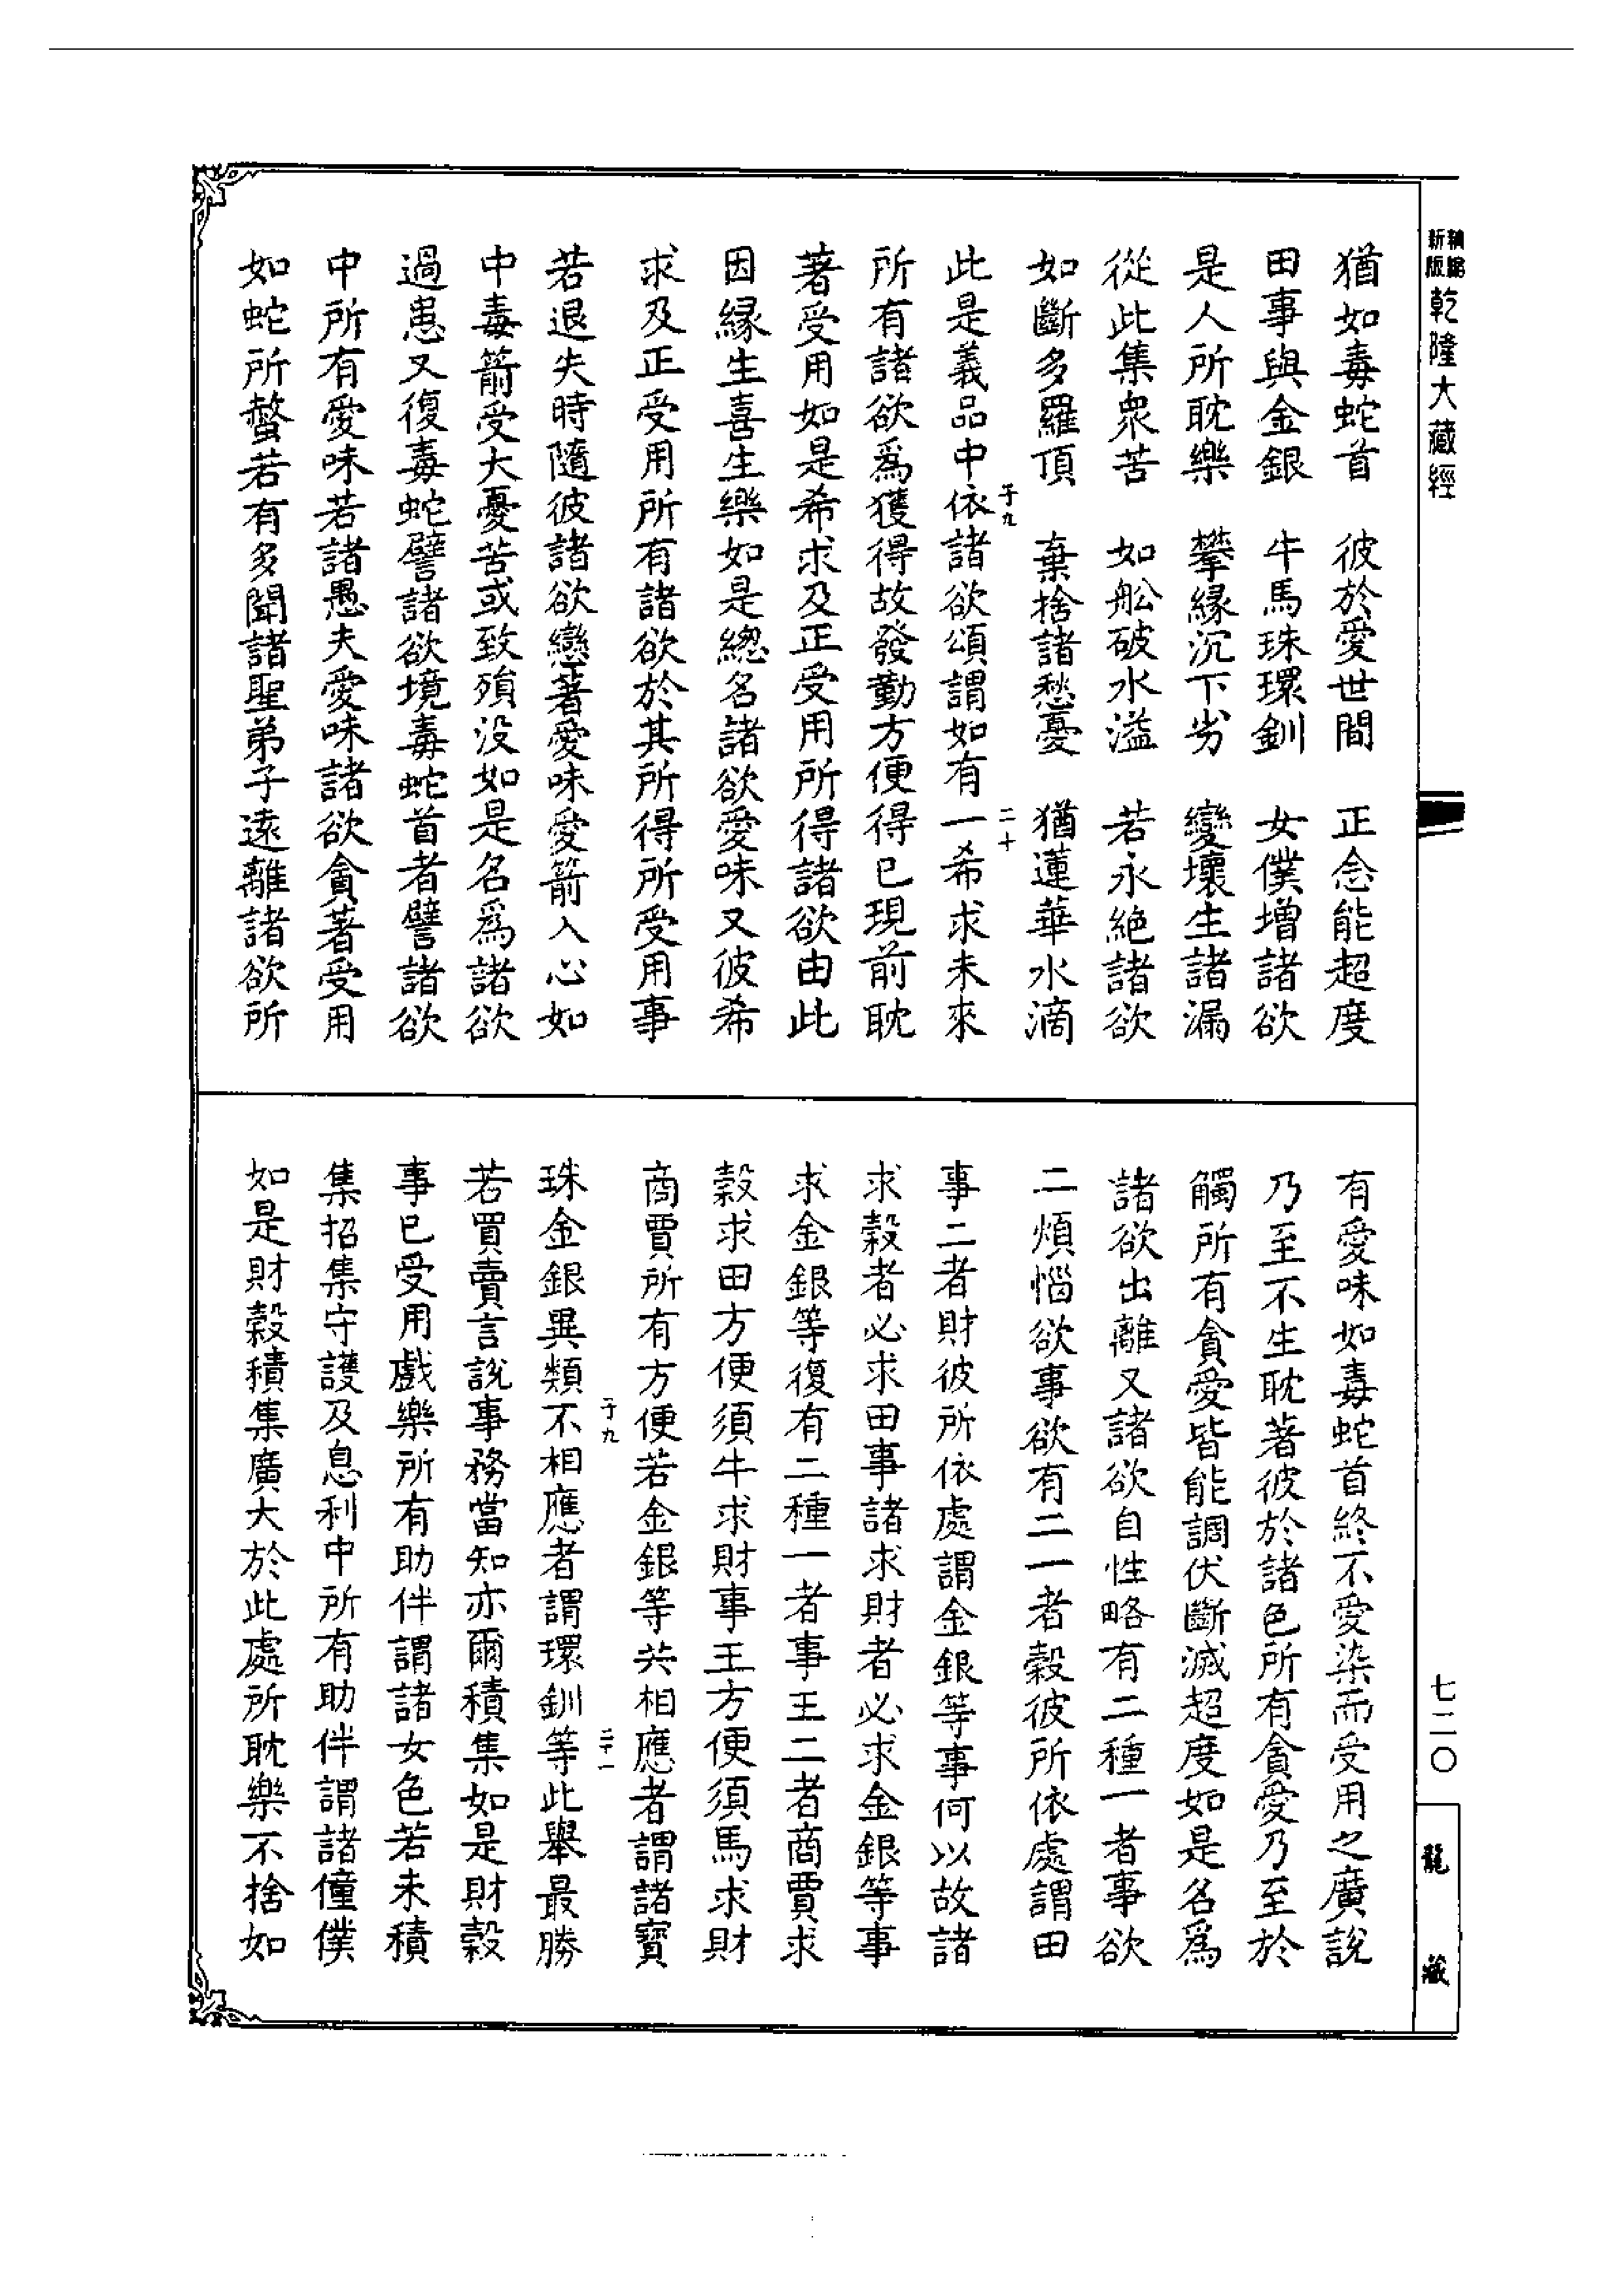 新版精縮乾隆大藏經
猶如毒蛇首　彼於愛世間　正念能超度
田事與金銀　牛馬珠環釧　女僕增諸欲
是人所耽樂　攀緣沉下劣　變壞生諸漏
從此集衆苦　如舩破水溢　若永絕諸欲
如斷多羅頂　棄捨諸愁憂　猶蓮華水滴
于九　二十
此是義品中依諸欲頌謂如有一希求未來
所有諸欲爲獲得故發勤方便得已現前耽
著受用如是希求及正受用所得諸欲由此
因緣生喜生樂如是總名諸欲愛味又彼希
求及正受用所有諸欲於其所得所受用事
若退失時隨彼諸欲戀著愛味愛箭入心如
中毒箭受大憂苦或致殞没如是名爲諸欲
過患又復毒蛇譬諸欲境毒蛇首者譬諸欲
中所有愛味若諸愚夫愛味諸欲貪著受用
如蛇所螫若有多聞諸聖弟子遠離諸欲所
有愛味如毒蛇首終不愛染而受用之廣說
乃至不生耽著彼於諸色所有貪愛乃至於
觸所有貪愛皆能調伏斷滅超度如是名爲
諸欲出離又諸欲自性略有二種一者事欲
二煩惱欲事欲有二一者穀彼所依處謂田
事二者財彼所依處謂金銀等事何以故諸
求穀者必求田事諸求財者必求金銀等事
求金銀等復有二種一者事王二者商賈求
穀求田方便須牛求財事王方便須馬求財
商賈所有方便若金銀等共相應者謂諸寶
于九　二十一
珠金銀異類不相應者謂環釧等此舉最勝
若買賣言說事務當知亦爾積集如是財穀
事已受用戲樂所有助伴謂諸女色若未積
集招集守護及息利中所有助伴謂諸僮僕
如是財穀積集廣大於此處所耽樂不捨如
七二〇
龍藏